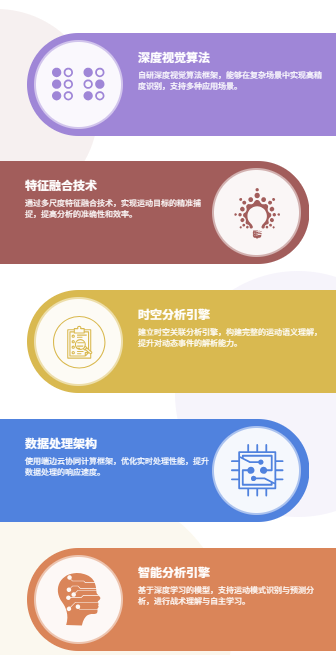 深度视觉算法
自研深度视觉算法框架，能够在复杂场景中实现高精
度识别，支持多种应用场景。
特征融合技术
通过多尺度特征融合技术，实现运动目标的精准捕
捉，提高分析的准确性和效率。
时空分析引擎
建立时空关联分析引擎，构施完整的运动语义理解，
提升对动态事件的解析能力。
数据处理架构
使用端边云协同计算框架，优化实时处理性能，提升
数据处理的响应速度。
智能分析引擎
基于深度学习的模型，支持运动模式识别与预测分
析，进行战术理解与自主学习。